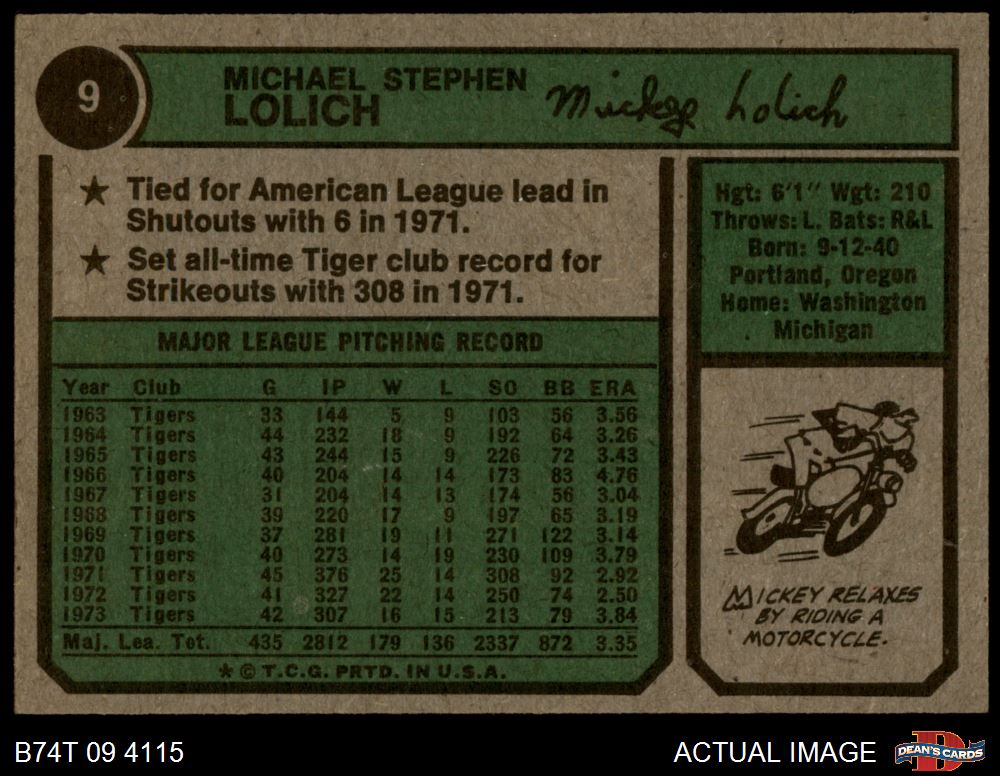 9
MICHAEL STEPHEN
LOLICH
Mickey Lolich
★ Tied for American League lead in
Shutouts with 6 in 1971.
★ Set all-time Tiger club record for
Strikeouts with 308 in 1971.
MAJOR LEAGUE PITCHING RECORD
Year Club G IP W L SO BB ERA
1963 Tigers 33 144 5 9 103 56 3.56
1964 Tigers 44 232 18 9 192 64 3.26
1965 Tigers 43 244 15 9 226 72 3.43
1966 Tigers 40 204 14 14 173 83 4.76
1967 Tigers 31 204 14 13 174 56 3.04
1968 Tigers 39 220 17 9 197 65 3.19
1969 Tigers 37 281 19 11 271 122 3.14
1970 Tigers 40 273 14 19 230 109 3.79
1971 Tigers 45 376 25 14 308 92 2.92
1972 Tigers 41 327 22 14 250 74 2.50
1973 Tigers 42 307 16 15 213 79 3.84
Maj. Lea. Tot. 435 2812 179 136 2337 872 3.35
★ © T.C.G. PRTD. IN U.S.A.
Hgt: 6'1" Wgt: 210
Throws: L. Bats: R&L
Born: 9-12-40
Portland, Oregon
Home: Washington
Michigan
MICKEY RELAXES
BY RIDING A
MOTORCYCLE.
B74T 09 4115
ACTUAL IMAGE
D
DEAN'S CARDS